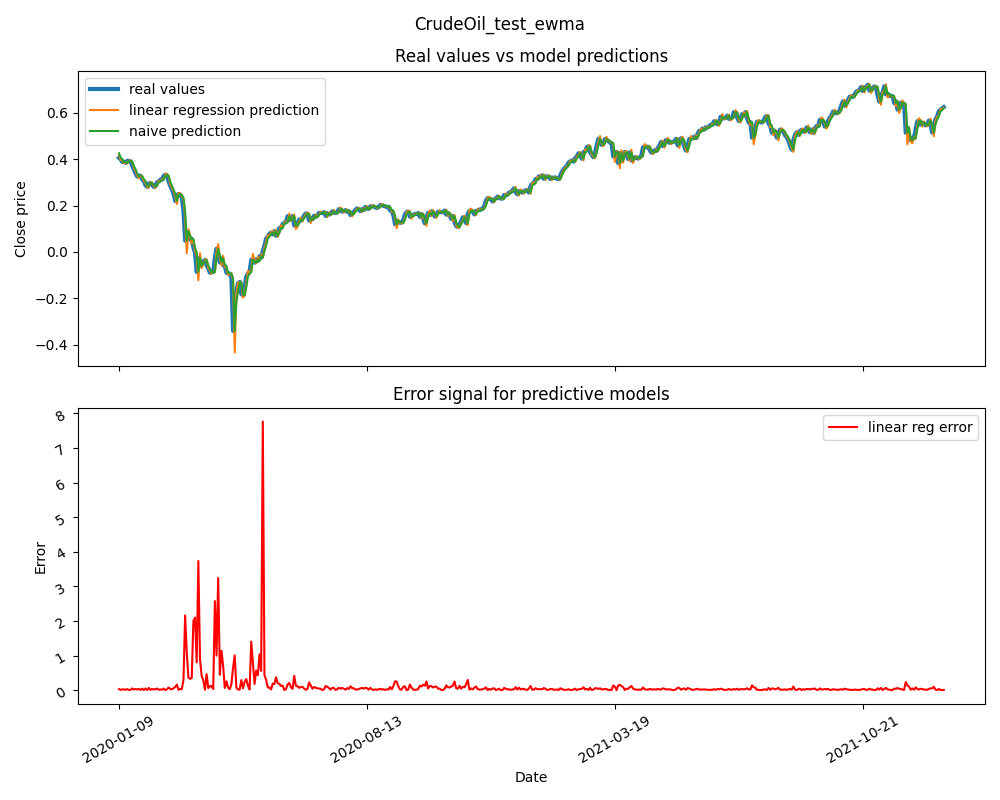 CrudeOil_test_ewma
Real values vs model predictions
real values
linear regression prediction
naive prediction
0.6
0.4
0.2
0.0
−0.2
−0.4
Close price
Error signal for predictive models
linear reg error
8
7
6
5
4
3
2
1
0
Error
2020-01-09
2020-08-13
2021-03-19
2021-10-21
Date